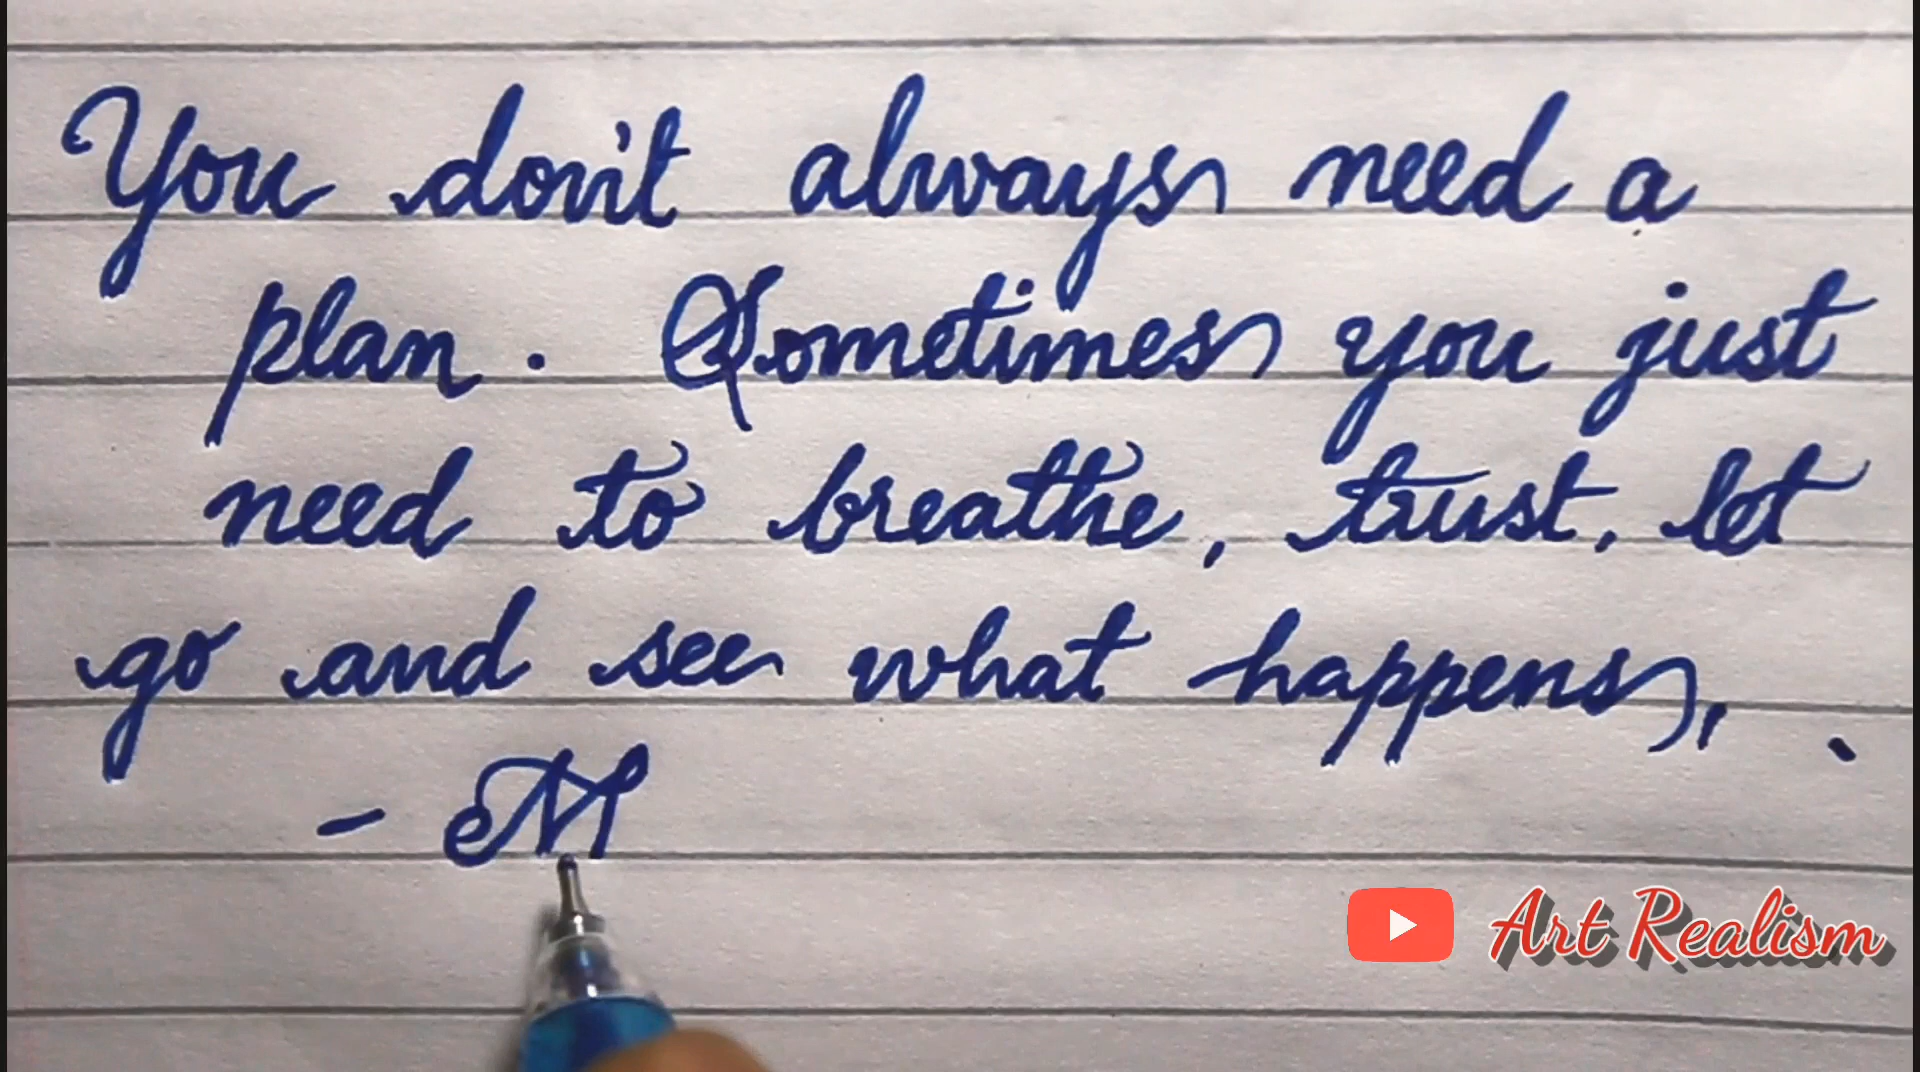 You don't always need a
plan. Sometimes you just
need to breathe, trust, let
go and see what happens,.
- M
Art Realism